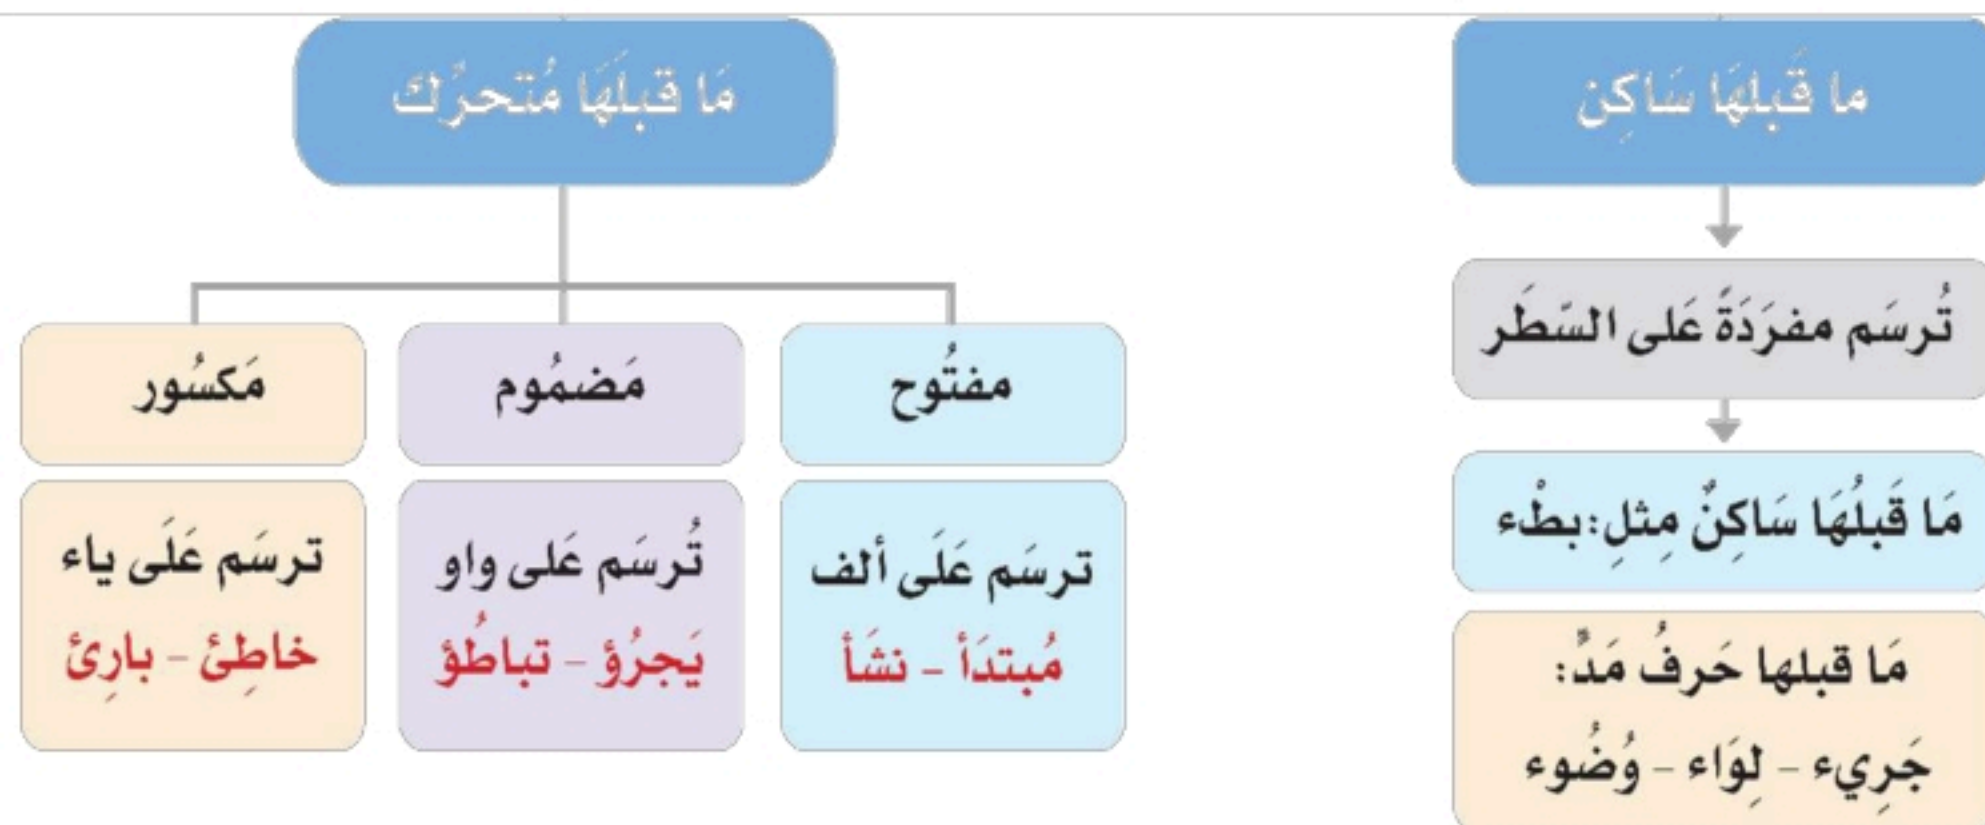 ما قَبلهَا سَاكِن
تُرسَم مفرَدَةً عَلى السّطَر
مَا قَبلُهَا سَاكِنٌ مِثلِ: بطْء
مَا قبلها حَرفُ مَدٍّ:
جَرِيء - لِوَاء - وُضُوء
مَا قبلَهَا مُتحرِّك
مفتُوح
ترسَم عَلَى ألف
مُبتدَأ - نشَأ
مَضمُوم
تُرسَم عَلى واو
يَجرُؤ - تباطُؤ
مَكسُور
ترسَم عَلَى ياء
خاطِئ - بارِئ